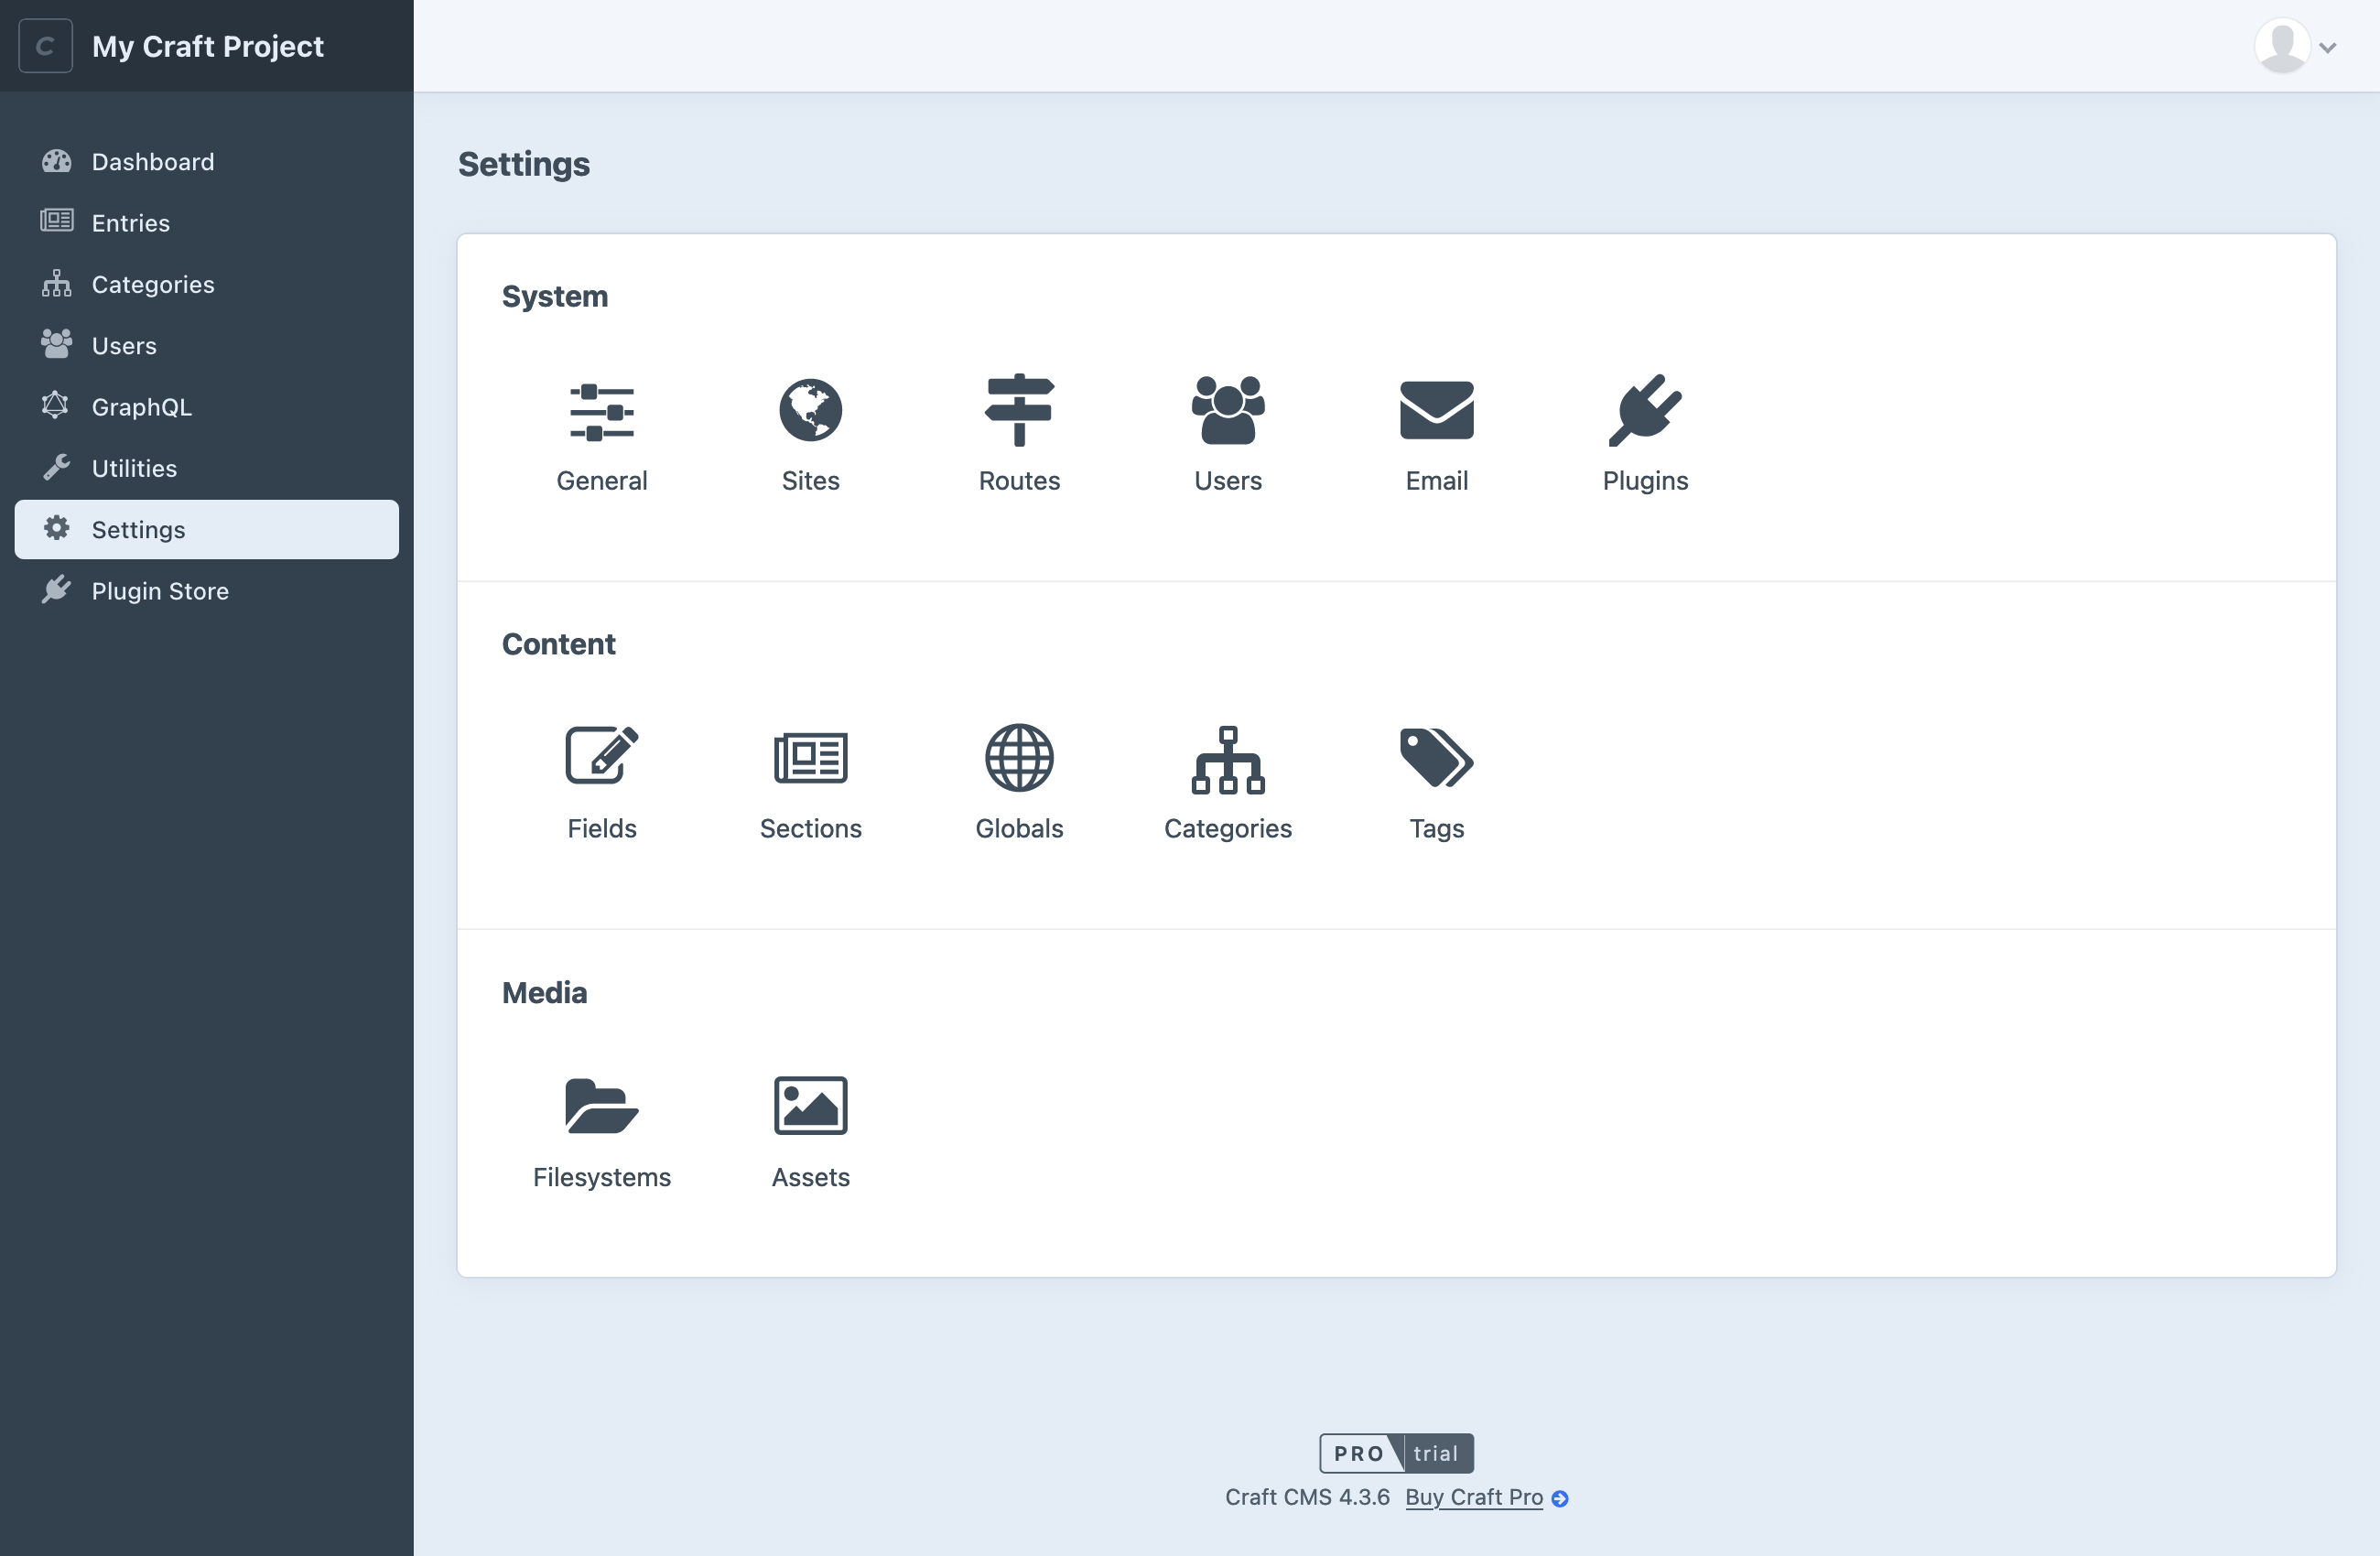 C My Craft Project
Dashboard
Entries
Categories
Users
GraphQL
Utilities
Settings
Plugin Store
Settings
System
General Sites Routes Users Email Plugins
Content
Fields Sections Globals Categories Tags
Media
Filesystems Assets
PRO trial
Craft CMS 4.3.6 Buy Craft Pro